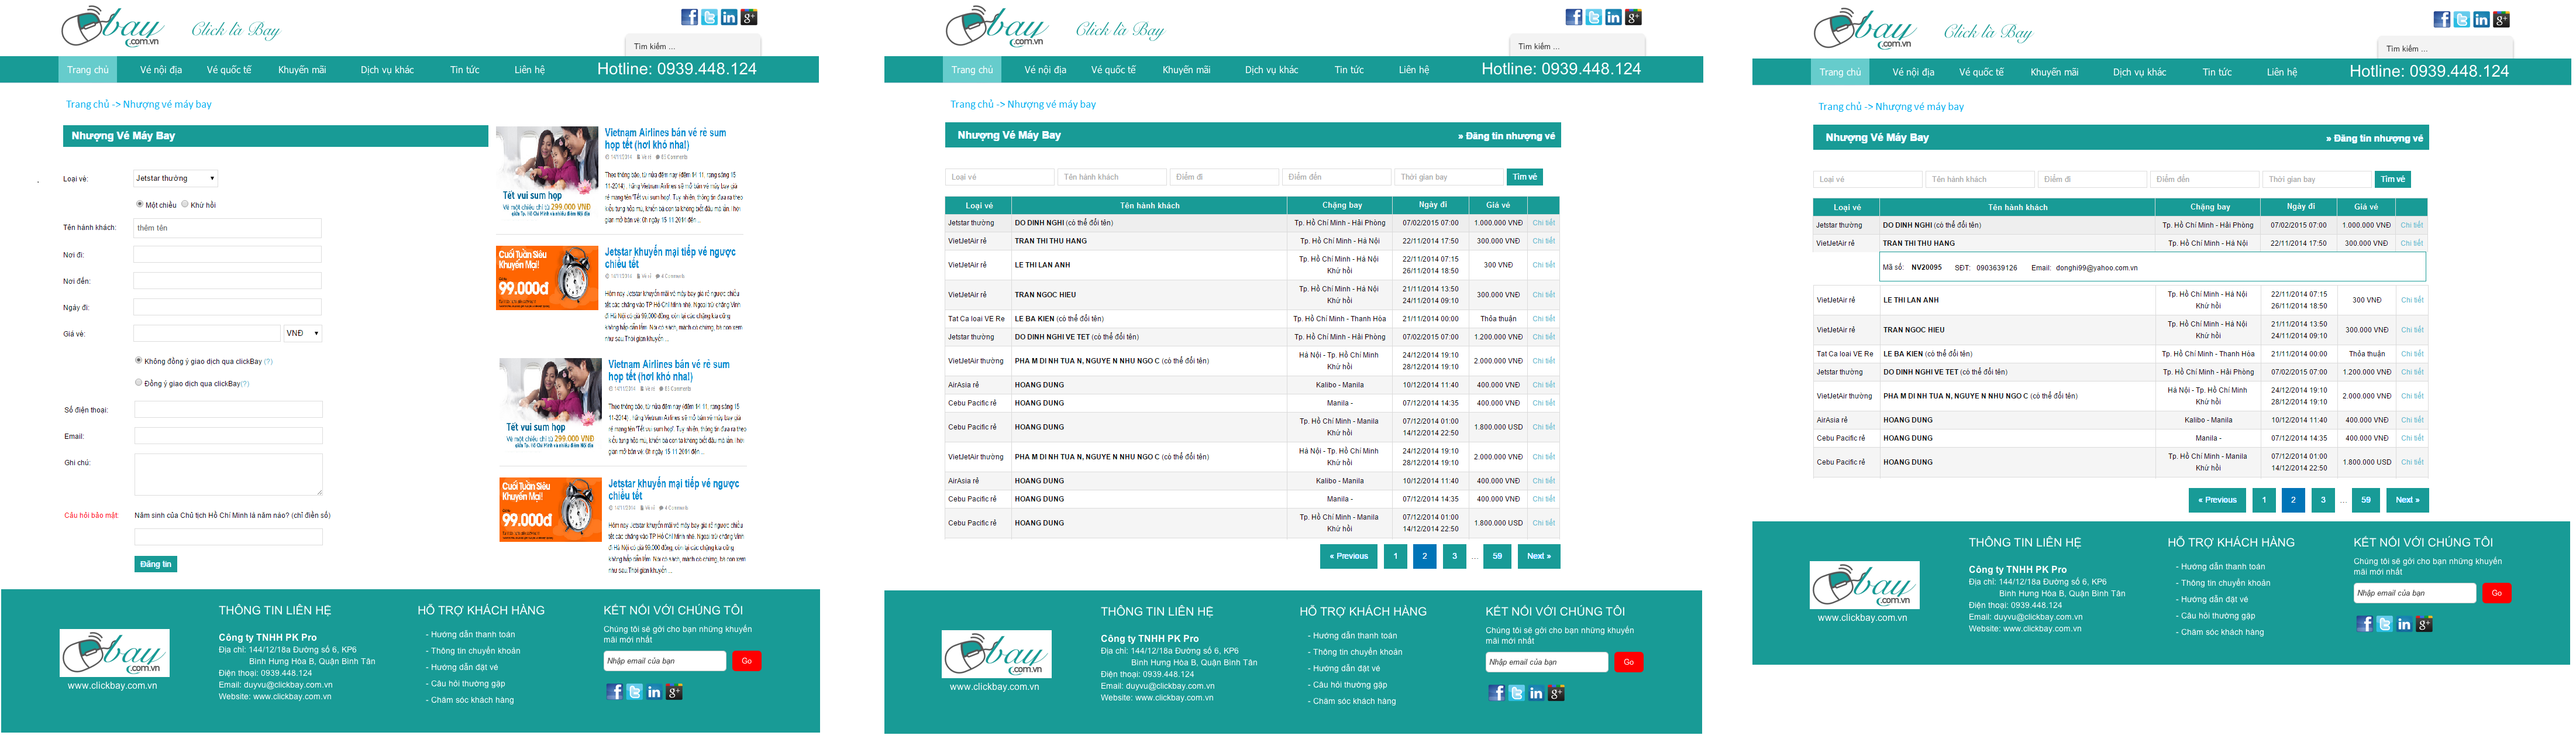 bay
.com.vn
Click là Bay
Tìm kiếm ...
Trang chủ
Vé nội địa
Vé quốc tế
Khuyến mãi
Dịch vụ khác
Tin tức
Liên hệ
Hotline: 0939.448.124
Trang chủ -> Nhượng vé máy bay
Nhượng Vé Máy Bay
Loại vé:
Jetstar thường
Một chiều
Khứ hồi
Tên hành khách:
thêm tên
Nơi đi:
Nơi đến:
Ngày đi:
Giá vé:
VNĐ
Không đồng ý giao dịch qua clickBay (?)
Đồng ý giao dịch qua clickBay(?)
Số điện thoại:
Email:
Ghi chú:
Câu hỏi bảo mật:
Năm sinh của Chủ tịch Hồ Chí Minh là năm nào? (chỉ điền số)
Đăng tin
Tết vui sum họp
Vé một chiều chỉ từ 299.000 VNĐ
Vietnam Airlines bán vé rẻ sum
họp tết (hơi khó nha!)
Cuối Tuần Siêu
Khuyến Mại!
99.000đ
Jetstar khuyến mại tiếp vé ngược
chiều tết
Tết vui sum họp
Vé một chiều chỉ từ 299.000 VNĐ
Vietnam Airlines bán vé rẻ sum
họp tết (hơi khó nha!)
Cuối Tuần Siêu
Khuyến Mại!
99.000đ
Jetstar khuyến mại tiếp vé ngược
chiều tết
bay
.com.vn
www.clickbay.com.vn
THÔNG TIN LIÊN HỆ
Công ty TNHH PK Pro
Địa chỉ: 144/12/18a Đường số 6, KP6
Bình Hưng Hòa B, Quận Bình Tân
Điện thoại: 0939.448.124
Email: duyvu@clickbay.com.vn
Website: www.clickbay.com.vn
HỖ TRỢ KHÁCH HÀNG
- Hướng dẫn thanh toán
- Thông tin chuyển khoản
- Hướng dẫn đặt vé
- Câu hỏi thường gặp
- Chăm sóc khách hàng
KẾT NỐI VỚI CHÚNG TÔI
Chúng tôi sẽ gởi cho bạn những khuyến
mãi mới nhất
Nhập email của bạn
Go
bay
.com.vn
Click là Bay
Tìm kiếm ...
Trang chủ
Vé nội địa
Vé quốc tế
Khuyến mãi
Dịch vụ khác
Tin tức
Liên hệ
Hotline: 0939.448.124
Trang chủ -> Nhượng vé máy bay
Nhượng Vé Máy Bay
» Đăng tin nhượng vé
Loại vé
Tên hành khách
Điểm đi
Điểm đến
Thời gian bay
Tìm vé
Loại vé Tên hành khách Chặng bay Ngày đi Giá vé
Jetstar thường DO DINH NGHI (có thể đổi tên) Tp. Hồ Chí Minh - Hải Phòng 07/02/2015 07:00 1.000.000 VNĐ Chi tiết
VietJetAir rẻ TRAN THI THU HANG Tp. Hồ Chí Minh - Hà Nội 22/11/2014 17:50 300.000 VNĐ Chi tiết
VietJetAir rẻ LE THI LAN ANH Tp. Hồ Chí Minh - Hà Nội 22/11/2014 07:15 300 VNĐ Chi tiết
Khứ hồi 26/11/2014 18:50
VietJetAir rẻ TRAN NGOC HIEU Tp. Hồ Chí Minh - Hà Nội 21/11/2014 13:50 300.000 VNĐ Chi tiết
Khứ hồi 24/11/2014 09:10
Tat Ca loai VE Re LE BA KIEN (có thể đổi tên) Tp. Hồ Chí Minh - Thanh Hóa 21/11/2014 00:00 Thỏa thuận Chi tiết
Jetstar thường DO DINH NGHI VE TET (có thể đổi tên) Tp. Hồ Chí Minh - Hải Phòng 07/02/2015 07:00 1.200.000 VNĐ Chi tiết
VietJetAir thường PHA M DI NH TUA N, NGUYE N NHU NGO C (có thể đổi tên) Hà Nội - Tp. Hồ Chí Minh 24/12/2014 19:10 2.000.000 VNĐ Chi tiết
Khứ hồi 28/12/2014 19:10
AirAsia rẻ HOANG DUNG Kalibo - Manila 10/12/2014 11:40 400.000 VNĐ Chi tiết
Cebu Pacific rẻ HOANG DUNG Manila - 07/12/2014 14:35 400.000 VNĐ Chi tiết
Cebu Pacific rẻ HOANG DUNG Tp. Hồ Chí Minh - Manila 07/12/2014 01:00 1.800.000 USD Chi tiết
Khứ hồi 14/12/2014 22:50
VietJetAir thường PHA M DI NH TUA N, NGUYE N NHU NGO C (có thể đổi tên) Hà Nội - Tp. Hồ Chí Minh 24/12/2014 19:10 2.000.000 VNĐ Chi tiết
Khứ hồi 28/12/2014 19:10
AirAsia rẻ HOANG DUNG Kalibo - Manila 10/12/2014 11:40 400.000 VNĐ Chi tiết
Cebu Pacific rẻ HOANG DUNG Manila - 07/12/2014 14:35 400.000 VNĐ Chi tiết
Cebu Pacific rẻ HOANG DUNG Tp. Hồ Chí Minh - Manila 07/12/2014 01:00 1.800.000 USD Chi tiết
Khứ hồi 14/12/2014 22:50
« Previous 1 2 3 ... 59 Next »
bay
.com.vn
www.clickbay.com.vn
THÔNG TIN LIÊN HỆ
Công ty TNHH PK Pro
Địa chỉ: 144/12/18a Đường số 6, KP6
Bình Hưng Hòa B, Quận Bình Tân
Điện thoại: 0939.448.124
Email: duyvu@clickbay.com.vn
Website: www.clickbay.com.vn
HỖ TRỢ KHÁCH HÀNG
- Hướng dẫn thanh toán
- Thông tin chuyển khoản
- Hướng dẫn đặt vé
- Câu hỏi thường gặp
- Chăm sóc khách hàng
KẾT NỐI VỚI CHÚNG TÔI
Chúng tôi sẽ gởi cho bạn những khuyến
mãi mới nhất
Nhập email của bạn
Go
bay
.com.vn
Click là Bay
Tìm kiếm ...
Trang chủ
Vé nội địa
Vé quốc tế
Khuyến mãi
Dịch vụ khác
Tin tức
Liên hệ
Hotline: 0939.448.124
Trang chủ -> Nhượng vé máy bay
Nhượng Vé Máy Bay
» Đăng tin nhượng vé
Loại vé
Tên hành khách
Điểm đi
Điểm đến
Thời gian bay
Tìm vé
Loại vé Tên hành khách Chặng bay Ngày đi Giá vé
Jetstar thường DO DINH NGHI (có thể đổi tên) Tp. Hồ Chí Minh - Hải Phòng 07/02/2015 07:00 1.000.000 VNĐ Chi tiết
VietJetAir rẻ TRAN THI THU HANG Tp. Hồ Chí Minh - Hà Nội 22/11/2014 17:50 300.000 VNĐ Chi tiết
Mã số: NV20095 SĐT: 0903639126 Email: donghi99@yahoo.com.vn
VietJetAir rẻ LE THI LAN ANH Tp. Hồ Chí Minh - Hà Nội 22/11/2014 07:15 300 VNĐ Chi tiết
Khứ hồi 26/11/2014 18:50
VietJetAir rẻ TRAN NGOC HIEU Tp. Hồ Chí Minh - Hà Nội 21/11/2014 13:50 300.000 VNĐ Chi tiết
Khứ hồi 24/11/2014 09:10
Tat Ca loai VE Re LE BA KIEN (có thể đổi tên) Tp. Hồ Chí Minh - Thanh Hóa 21/11/2014 00:00 Thỏa thuận Chi tiết
Jetstar thường DO DINH NGHI VE TET (có thể đổi tên) Tp. Hồ Chí Minh - Hải Phòng 07/02/2015 07:00 1.200.000 VNĐ Chi tiết
VietJetAir thường PHA M DI NH TUA N, NGUYE N NHU NGO C (có thể đổi tên) Hà Nội - Tp. Hồ Chí Minh 24/12/2014 19:10 2.000.000 VNĐ Chi tiết
Khứ hồi 28/12/2014 19:10
AirAsia rẻ HOANG DUNG Kalibo - Manila 10/12/2014 11:40 400.000 VNĐ Chi tiết
Cebu Pacific rẻ HOANG DUNG Manila - 07/12/2014 14:35 400.000 VNĐ Chi tiết
Cebu Pacific rẻ HOANG DUNG Tp. Hồ Chí Minh - Manila 07/12/2014 01:00 1.800.000 USD Chi tiết
Khứ hồi 14/12/2014 22:50
« Previous 1 2 3 ... 59 Next »
bay
.com.vn
www.clickbay.com.vn
THÔNG TIN LIÊN HỆ
Công ty TNHH PK Pro
Địa chỉ: 144/12/18a Đường số 6, KP6
Bình Hưng Hòa B, Quận Bình Tân
Điện thoại: 0939.448.124
Email: duyvu@clickbay.com.vn
Website: www.clickbay.com.vn
HỖ TRỢ KHÁCH HÀNG
- Hướng dẫn thanh toán
- Thông tin chuyển khoản
- Hướng dẫn đặt vé
- Câu hỏi thường gặp
- Chăm sóc khách hàng
KẾT NỐI VỚI CHÚNG TÔI
Chúng tôi sẽ gởi cho bạn những khuyến
mãi mới nhất
Nhập email của bạn
Go